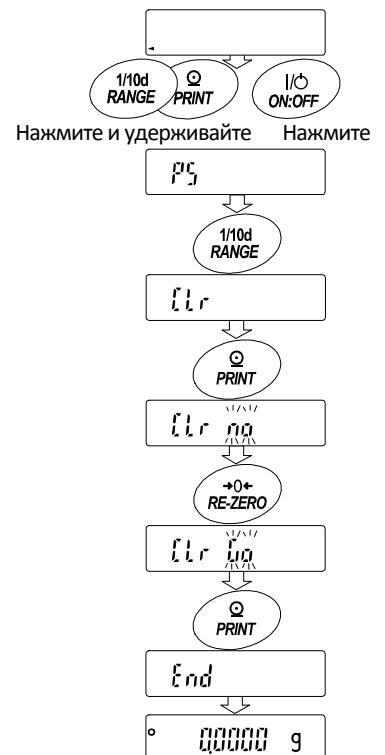 1/10d RANGE PRINT I/⏻ ON:OFF
Нажмите и удерживайте Нажмите
PS
1/10d
RANGE
Clr
PRINT
Clr no
→0←
RE-ZERO
Clr Go
PRINT
End
0.0000 g